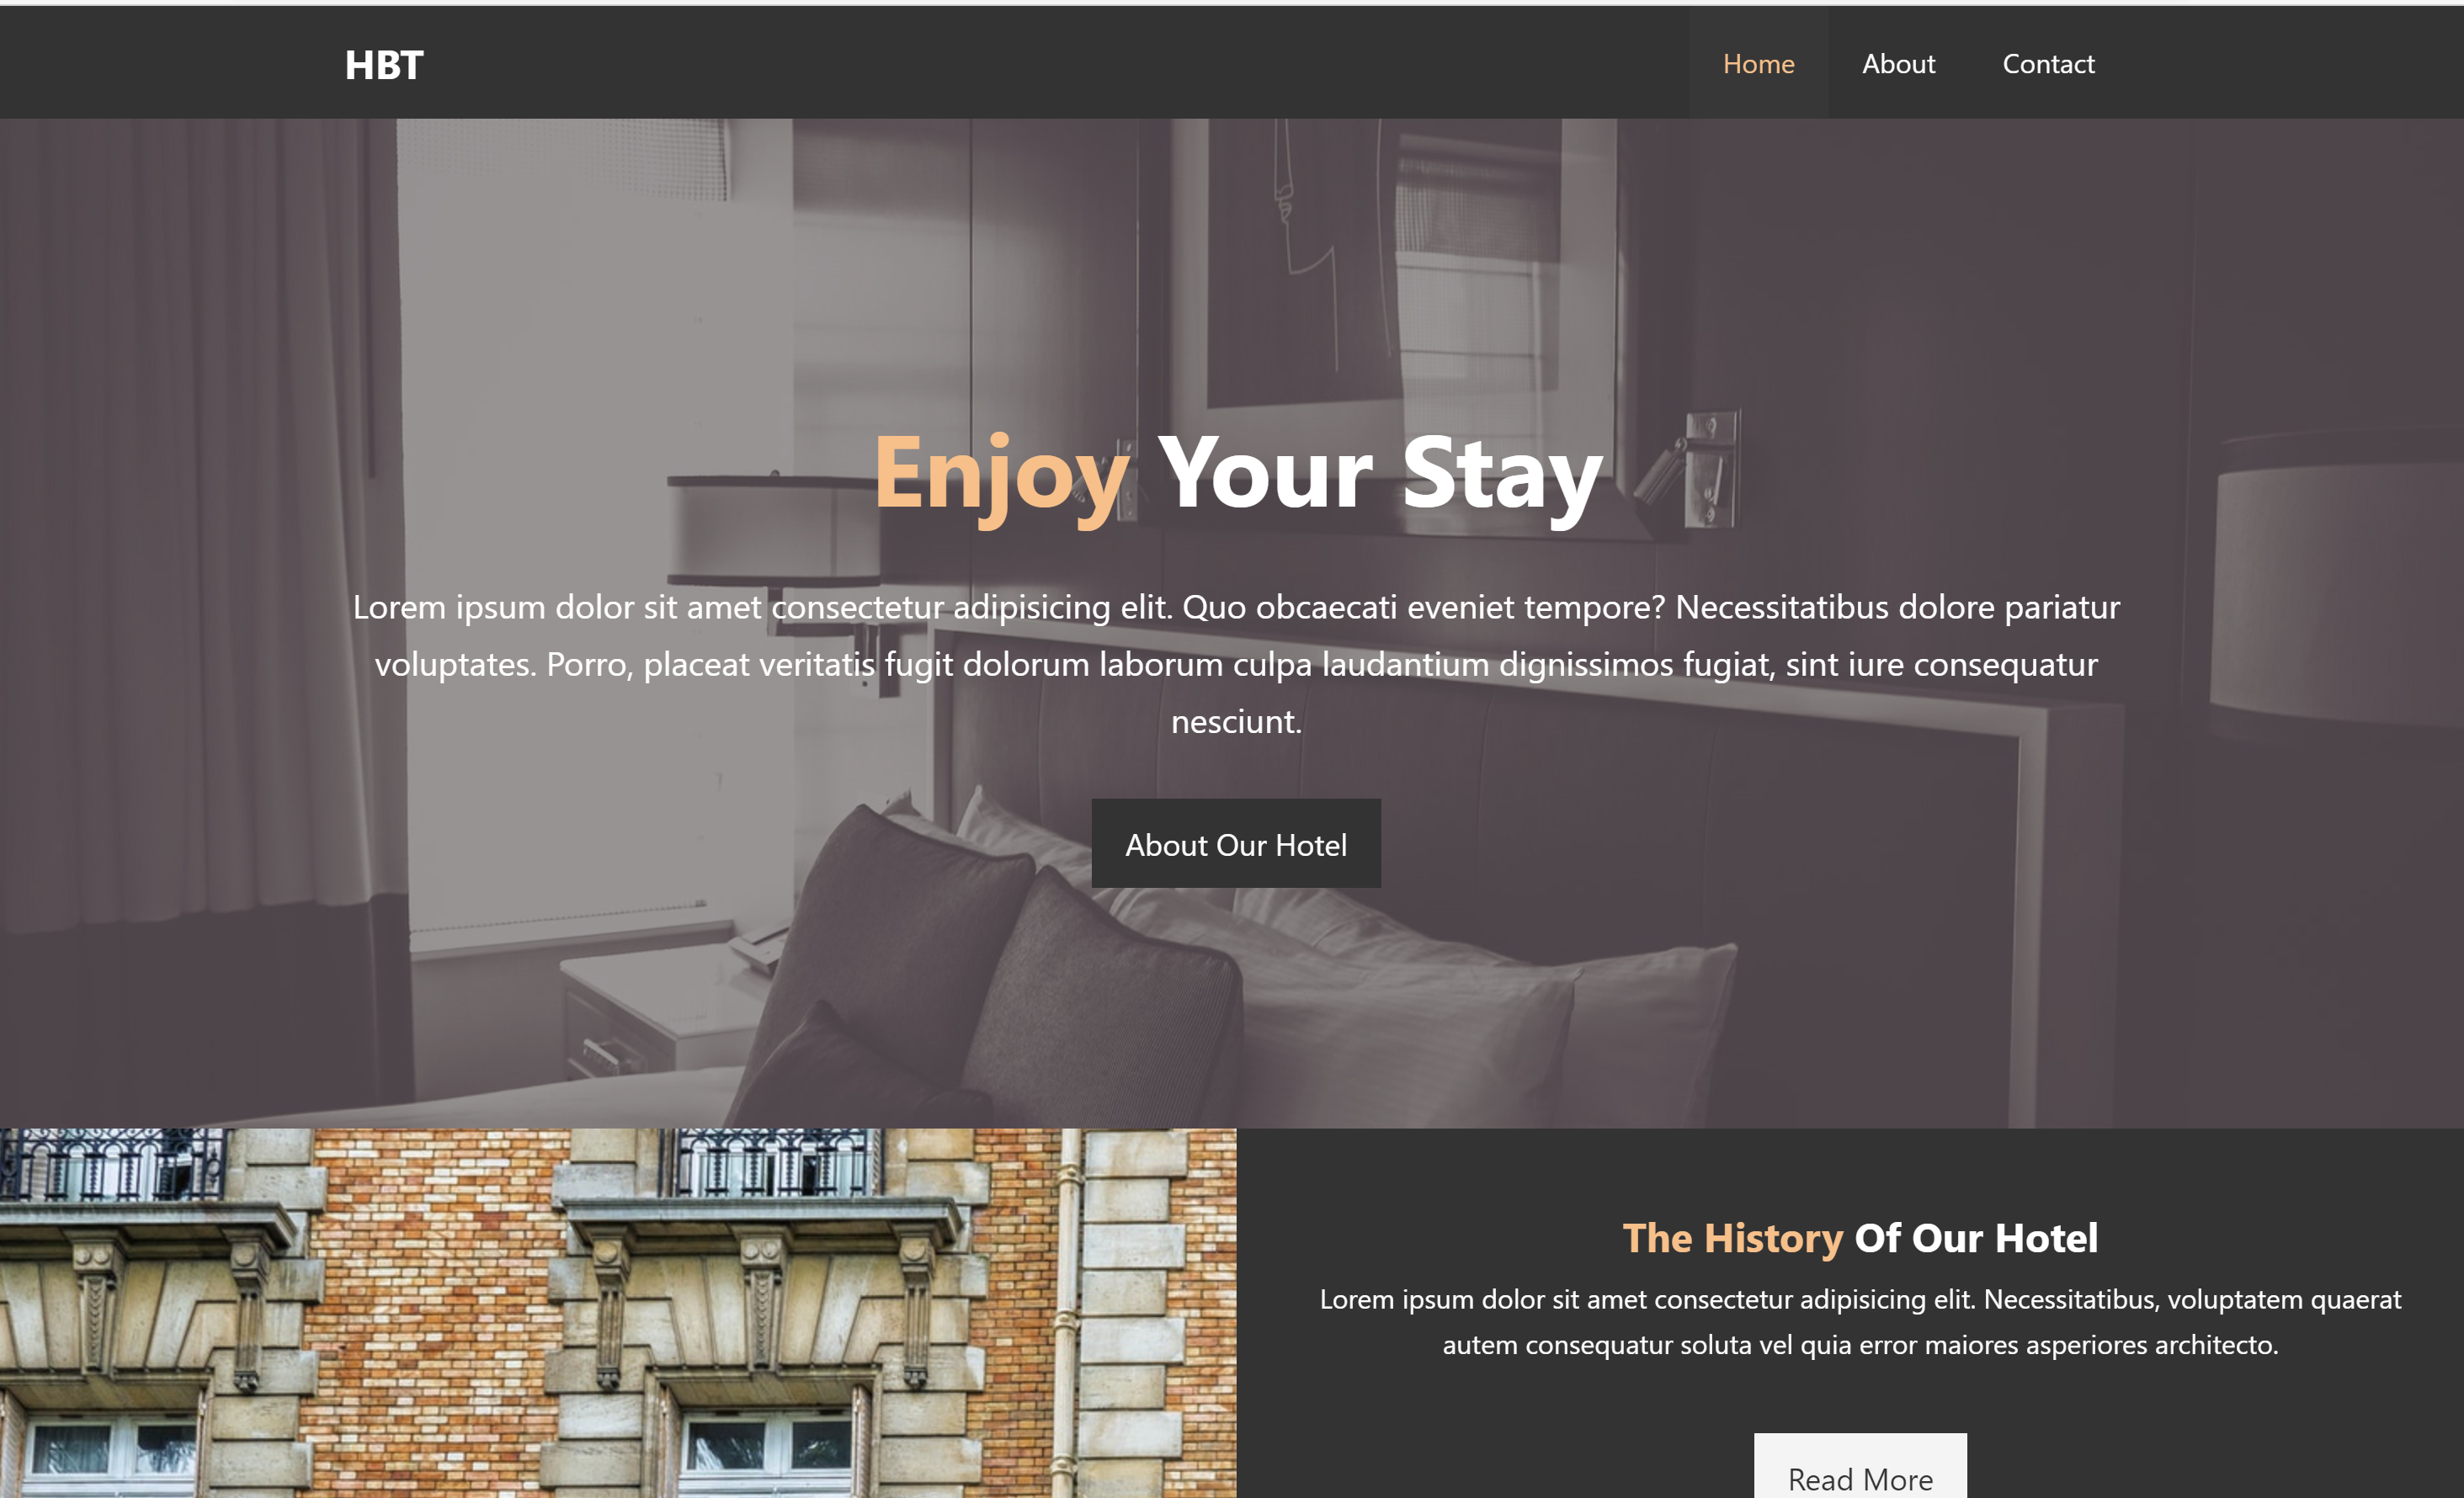 HBT
Home
About
Contact
Enjoy Your Stay
Lorem ipsum dolor sit amet consectetur adipisicing elit. Quo obcaecati eveniet tempore? Necessitatibus dolore pariatur
voluptates. Porro, placeat veritatis fugit dolorum laborum culpa laudantium dignissimos fugiat, sint iure consequatur
nesciunt.
About Our Hotel
The History Of Our Hotel
Lorem ipsum dolor sit amet consectetur adipisicing elit. Necessitatibus, voluptatem quaerat
autem consequatur soluta vel quia error maiores asperiores architecto.
Read More